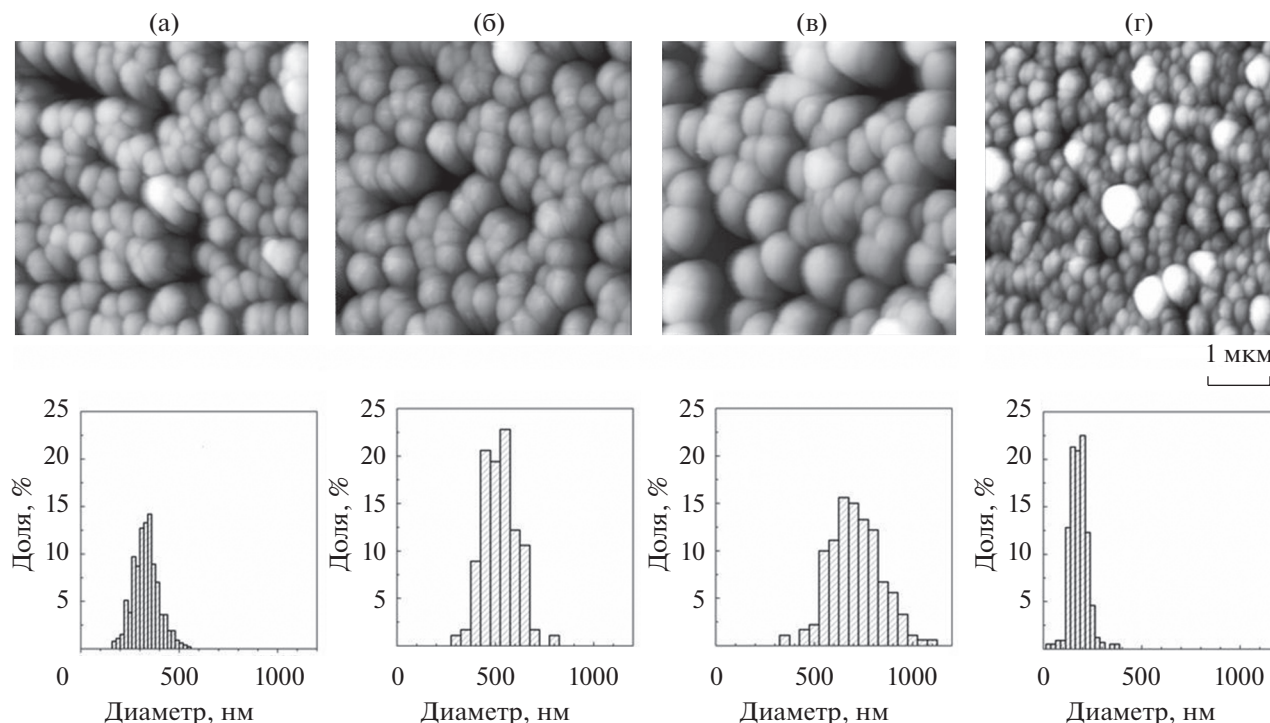 (а) (б) (в) (г)
1 мкм
25 25 25 25
20 20 20 20
15 15 15 15
10 10 10 10
5 5 5 5
Доля, % Доля, % Доля, % Доля, %
0 500 1000 0 500 1000 0 500 1000 0 500 1000
Диаметр, нм Диаметр, нм Диаметр, нм Диаметр, нм